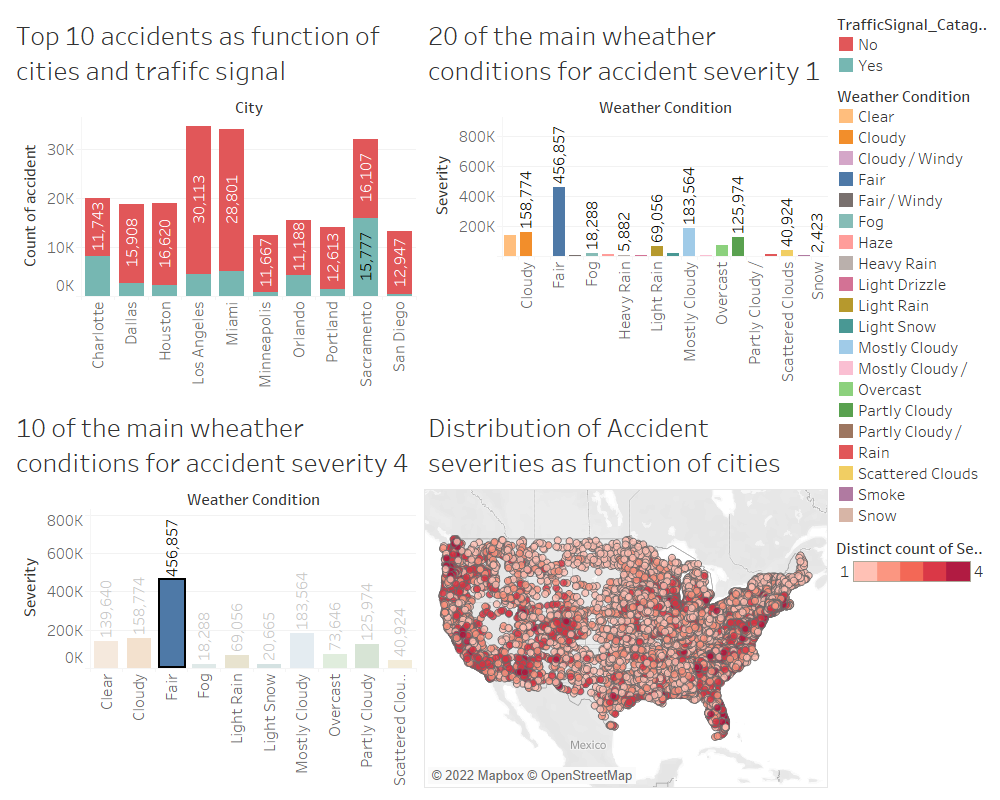 Top 10 accidents as function of
cities and trafifc signal
City
Count of accident
30K
20K
10K
0K
11,743
15,908
16,620
30,113
28,801
11,667
11,188
12,613
16,107
15,777
12,947
Charlotte
Dallas
Houston
Los Angeles
Miami
Minneapolis
Orlando
Portland
Sacramento
San Diego
20 of the main wheather
conditions for accident severity 1
Weather Condition
Severity
800K
600K
400K
200K
158,774
456,857
18,288
5,882
69,056
183,564
125,974
40,924
2,423
Cloudy
Fair
Fog
Heavy Rain
Light Rain
Mostly Cloudy
Overcast
Partly Cloudy /
Scattered Clouds
Snow
TrafficSignal_Catag..
No
Yes
Weather Condition
Clear
Cloudy
Cloudy / Windy
Fair
Fair / Windy
Fog
Haze
Heavy Rain
Light Drizzle
Light Rain
Light Snow
Mostly Cloudy
Mostly Cloudy /
Overcast
Partly Cloudy
Partly Cloudy /
Rain
Scattered Clouds
Smoke
Snow
Distinct count of Se..
1
4
10 of the main wheather
conditions for accident severity 4
Weather Condition
Severity
800K
600K
400K
200K
0K
139,640
158,774
456,857
18,288
69,056
20,665
183,564
73,646
125,974
40,924
Clear
Cloudy
Fair
Fog
Light Rain
Light Snow
Mostly Cloudy
Overcast
Partly Cloudy
Scattered Clou..
Distribution of Accident
severities as function of cities
Mexico
© 2022 Mapbox © OpenStreetMap